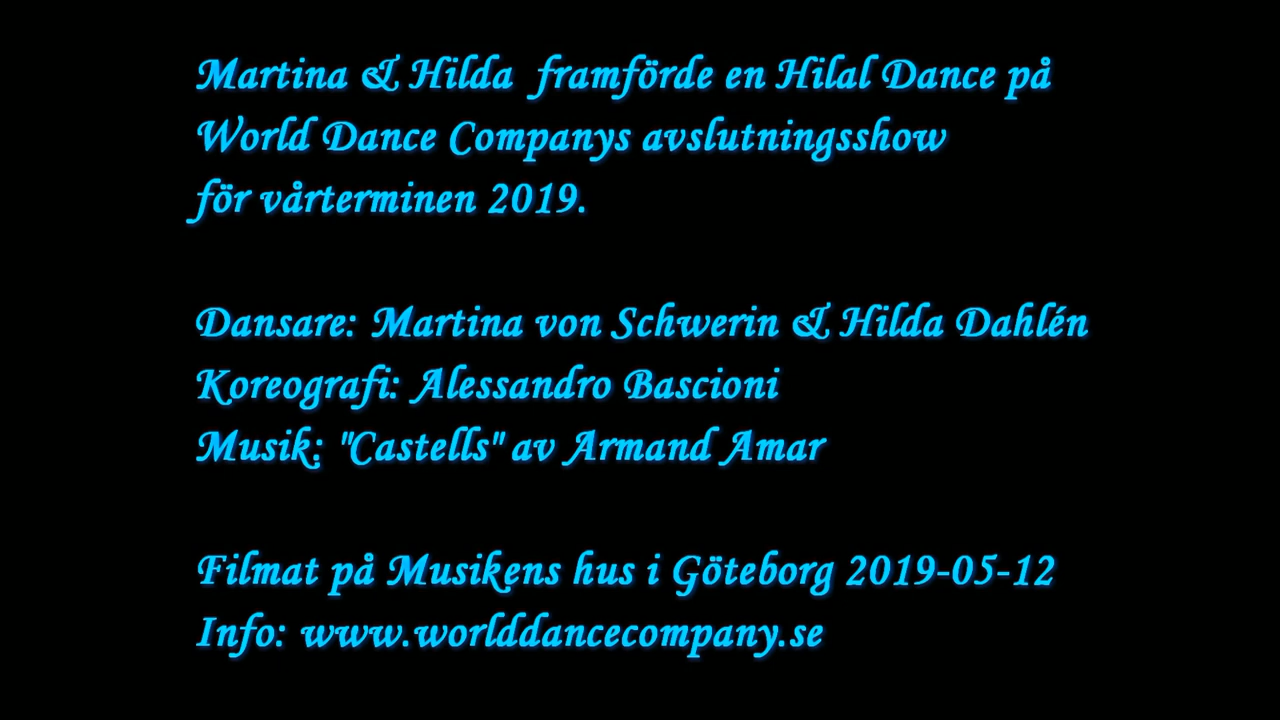 Martina & Hilda framförde en Hilal Dance på
World Dance Companys avslutningsshow
för vårterminen 2019.
Dansare: Martina von Schwerin & Hilda Dahlén
Koreografi: Alessandro Bascioni
Musik: "Castells" av Armand Amar
Filmat på Musikens hus i Göteborg 2019-05-12
Info: www.worlddancecompany.se